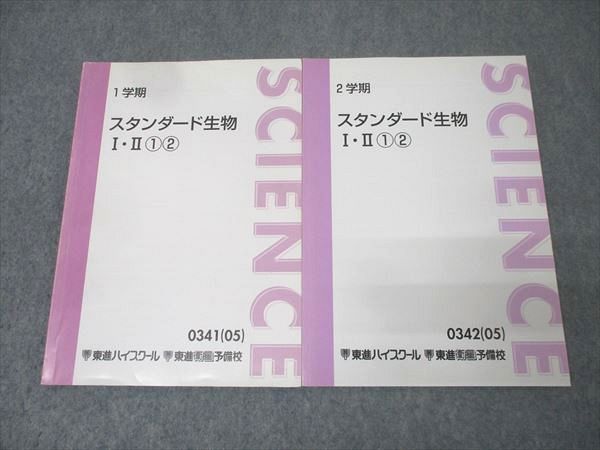 1学期
スタンダード生物
Ⅰ・Ⅱ①②
SCIENCE
0341(05)
東進ハイスクール 東進衛星予備校
2学期
スタンダード生物
Ⅰ・Ⅱ①②
SCIENCE
0342(05)
東進ハイスクール 東進衛星予備校